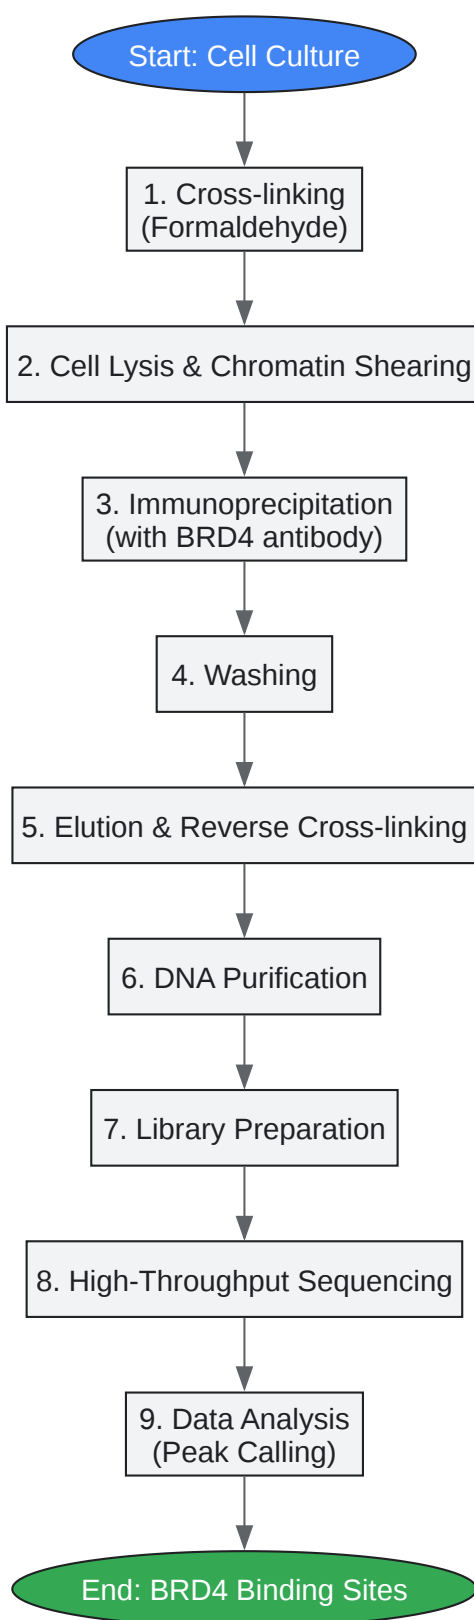 Start: Cell Culture
1. Cross-linking
(Formaldehyde)
2. Cell Lysis & Chromatin Shearing
3. Immunoprecipitation
(with BRD4 antibody)
4. Washing
5. Elution & Reverse Cross-linking
6. DNA Purification
7. Library Preparation
8. High-Throughput Sequencing
9. Data Analysis
(Peak Calling)
End: BRD4 Binding Sites